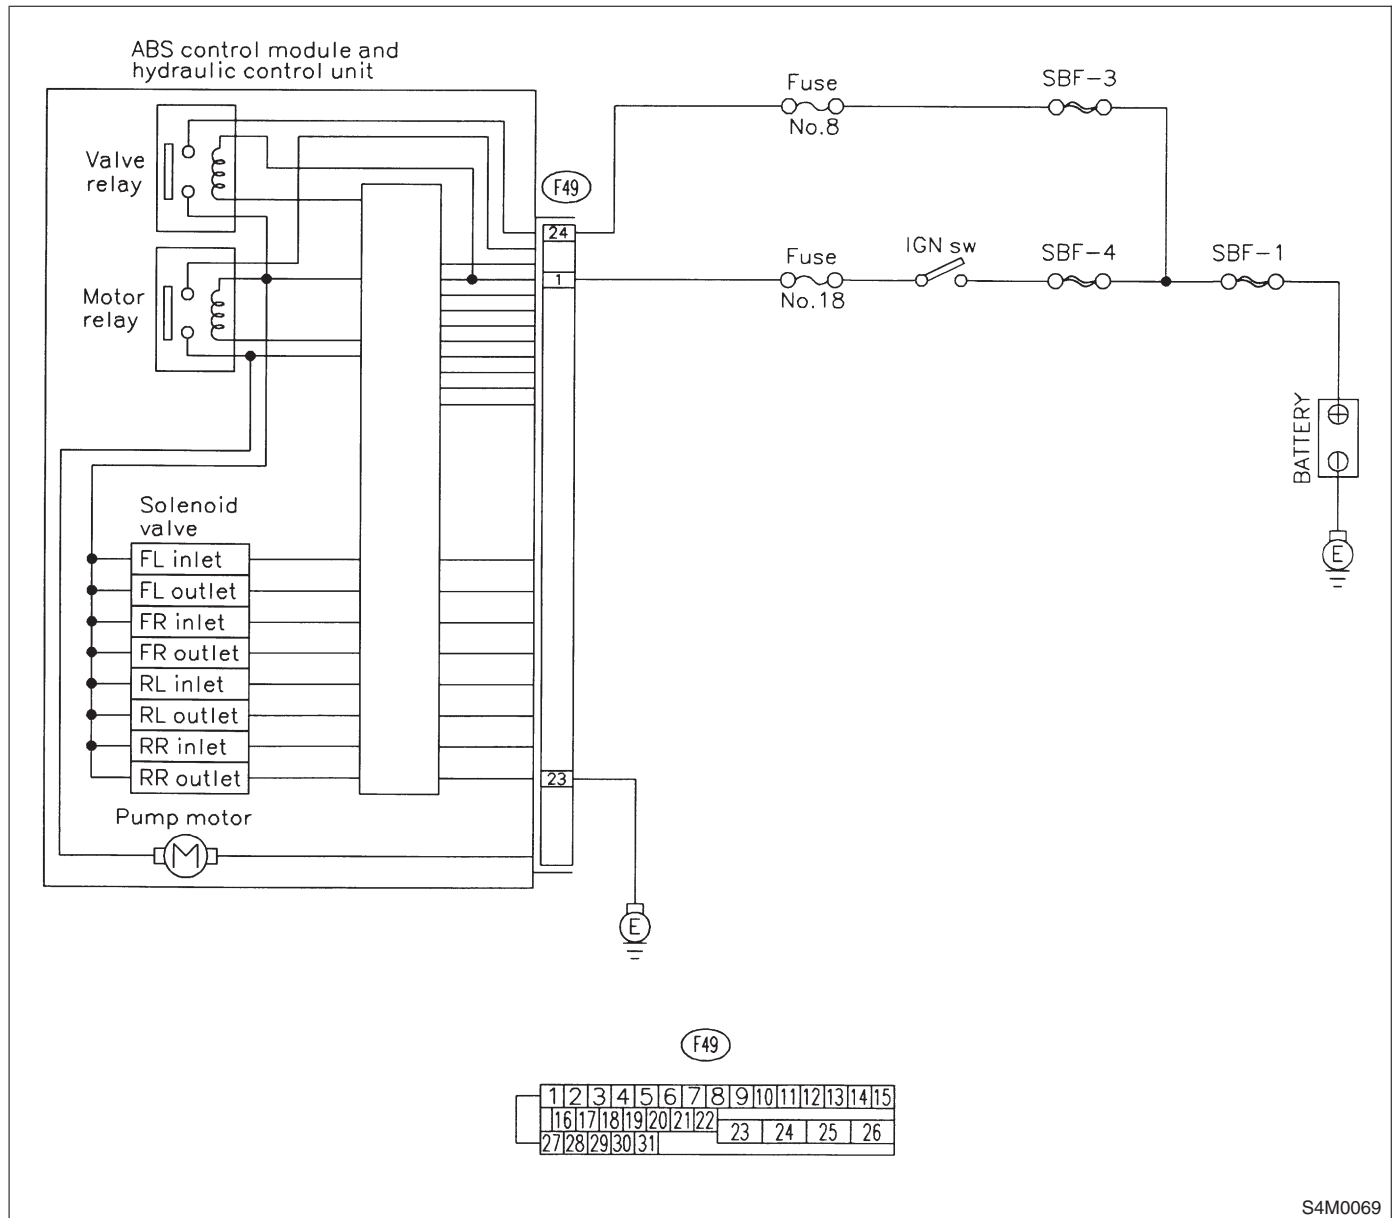 ABS control module and
hydraulic control unit
Valve
relay
Motor
relay
F49
24
1
23
Fuse
No.8
SBF-3
Fuse
No.18
IGN sw
SBF-4
SBF-1
BATTERY
E
Solenoid
valve
FL inlet
FL outlet
FR inlet
FR outlet
RL inlet
RL outlet
RR inlet
RR outlet
Pump motor
M
E
F49
1 2 3 4 5 6 7 8 9 10 11 12 13 14 15
16 17 18 19 20 21 22
23 24 25 26
27 28 29 30 31
S4M0069